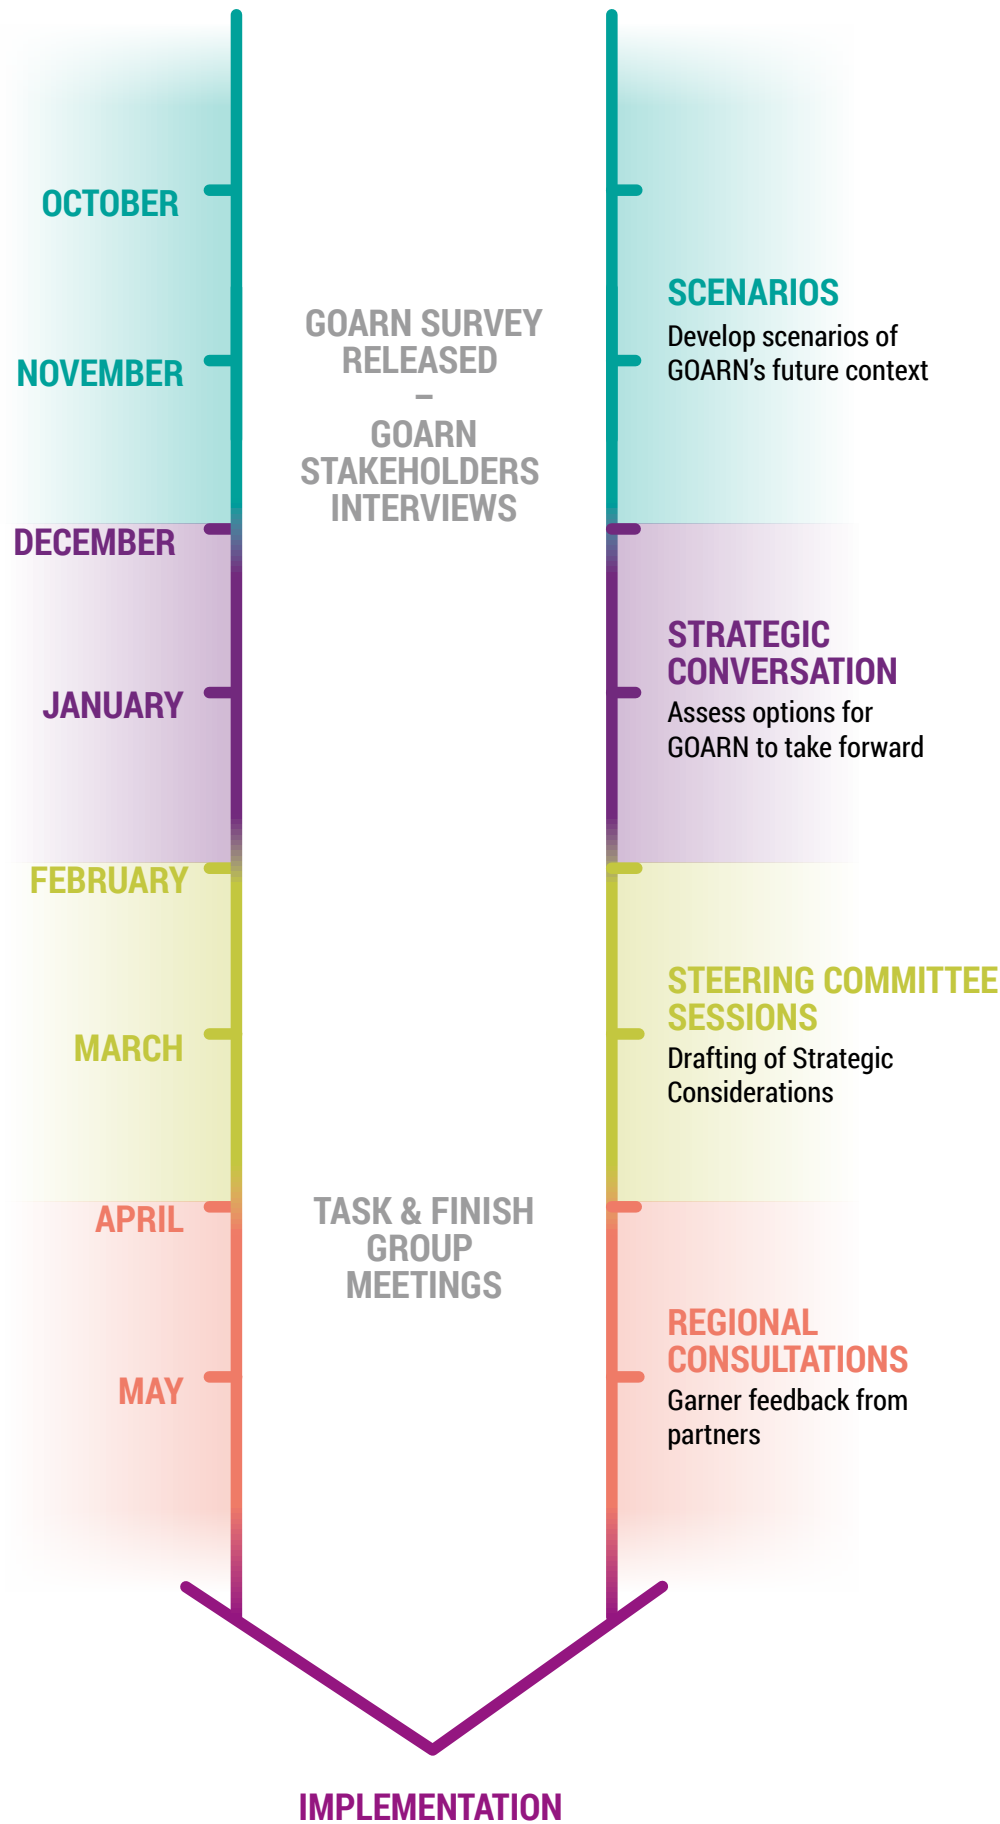 OCTOBER
NOVEMBER
GOARN SURVEY
RELEASED
–
GOARN
STAKEHOLDERS
INTERVIEWS
SCENARIOS
Develop scenarios of
GOARN's future context
DECEMBER
JANUARY
STRATEGIC
CONVERSATION
Assess options for
GOARN to take forward
FEBRUARY
MARCH
STEERING COMMITTEE
SESSIONS
Drafting of Strategic
Considerations
APRIL
MAY
TASK & FINISH
GROUP
MEETINGS
REGIONAL
CONSULTATIONS
Garner feedback from
partners
IMPLEMENTATION